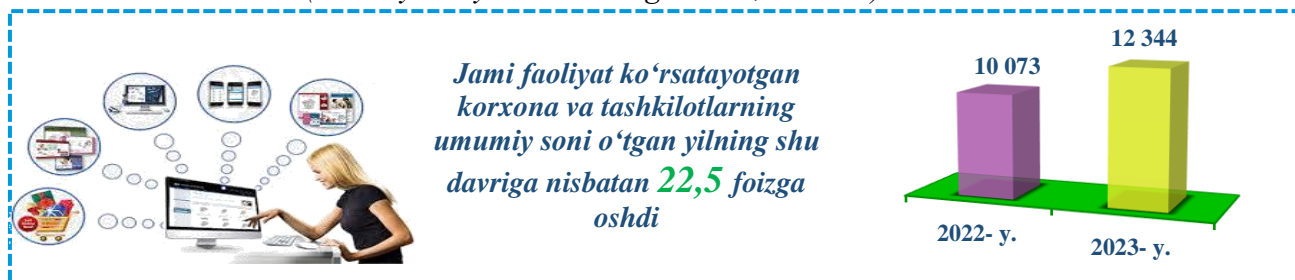 Jami faoliyat ko‘rsatayotgan
korxona va tashkilotlarning
umumiy soni o‘tgan yilning shu
davriga nisbatan 22,5 foizga
oshdi
12 344
10 073
2022- y.
2023- y.